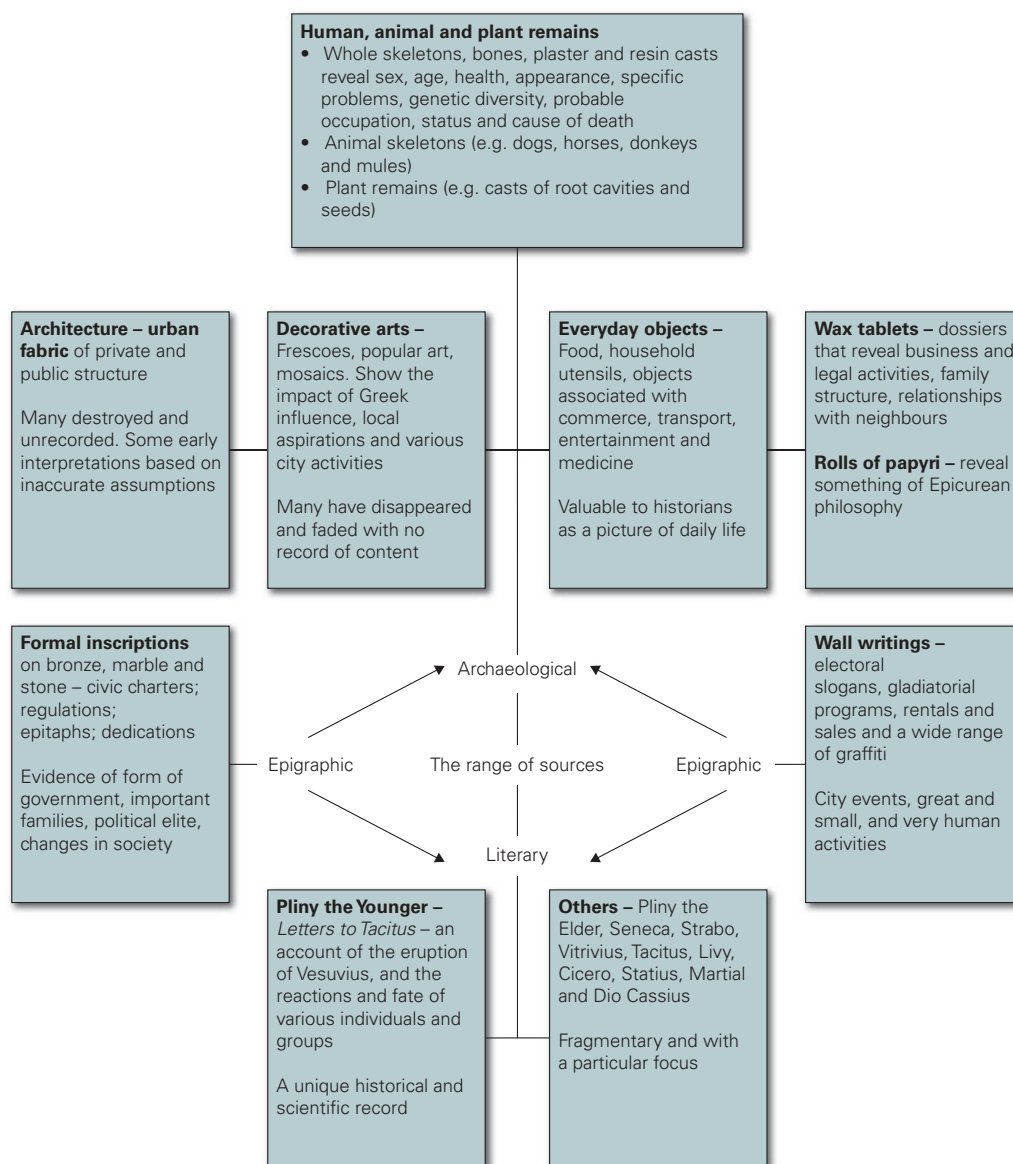 Human, animal and plant remains
• Whole skeletons, bones, plaster and resin casts
reveal sex, age, health, appearance, specific
problems, genetic diversity, probable
occupation, status and cause of death
• Animal skeletons (e.g. dogs, horses, donkeys
and mules)
• Plant remains (e.g. casts of root cavities and
seeds)
Architecture – urban
fabric of private and
public structure
Many destroyed and
unrecorded. Some early
interpretations based on
inaccurate assumptions
Decorative arts –
Frescoes, popular art,
mosaics. Show the
impact of Greek
influence, local
aspirations and various
city activities
Many have disappeared
and faded with no
record of content
Everyday objects –
Food, household
utensils, objects
associated with
commerce, transport,
entertainment and
medicine
Valuable to historians
as a picture of daily life
Wax tablets – dossiers
that reveal business and
legal activities, family
structure, relationships
with neighbours
Rolls of papyri – reveal
something of Epicurean
philosophy
Formal inscriptions
on bronze, marble and
stone – civic charters;
regulations;
epitaphs; dedications
Evidence of form of
government, important
families, political elite,
changes in society
Archaeological
Epigraphic
The range of sources
Epigraphic
Literary
Wall writings –
electoral
slogans, gladiatorial
programs, rentals and
sales and a wide range
of graffiti
City events, great and
small, and very human
activities
Pliny the Younger –
Letters to Tacitus – an
account of the eruption
of Vesuvius, and the
reactions and fate of
various individuals and
groups
A unique historical and
scientific record
Others – Pliny the
Elder, Seneca, Strabo,
Vitrivius, Tacitus, Livy,
Cicero, Statius, Martial
and Dio Cassius
Fragmentary and with
a particular focus